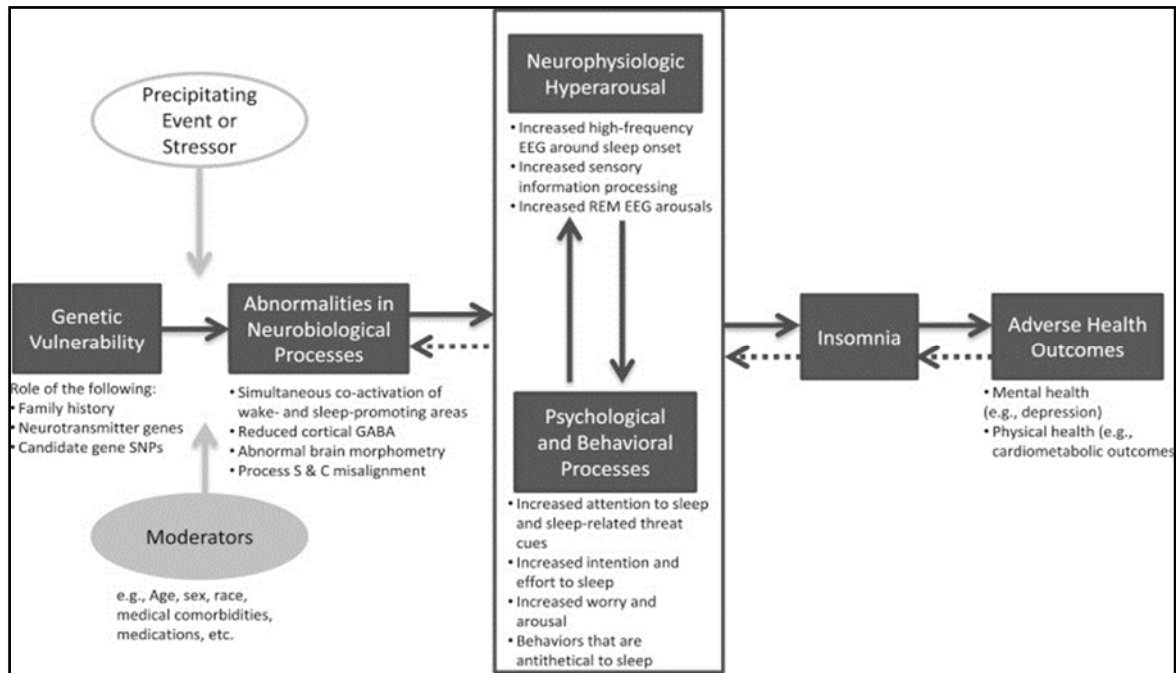 Precipitating
Event or
Stressor
Genetic
Vulnerability
Role of the following:
• Family history
• Neurotransmitter genes
• Candidate gene SNPs
Moderators
e.g., Age, sex, race,
medical comorbidities,
medications, etc.
Abnormalities in
Neurobiological
Processes
• Simultaneous co-activation of
wake- and sleep-promoting areas
• Reduced cortical GABA
• Abnormal brain morphometry
• Process S & C misalignment
Neurophysiologic
Hyperarousal
• Increased high-frequency
EEG around sleep onset
• Increased sensory
information processing
• Increased REM EEG arousals
Psychological
and Behavioral
Processes
• Increased attention to sleep
and sleep-related threat
cues
• Increased intention and
effort to sleep
• Increased worry and
arousal
• Behaviors that are
antithetical to sleep
Insomnia
Adverse Health
Outcomes
• Mental health
(e.g., depression)
• Physical health (e.g.,
cardiometabolic outcomes